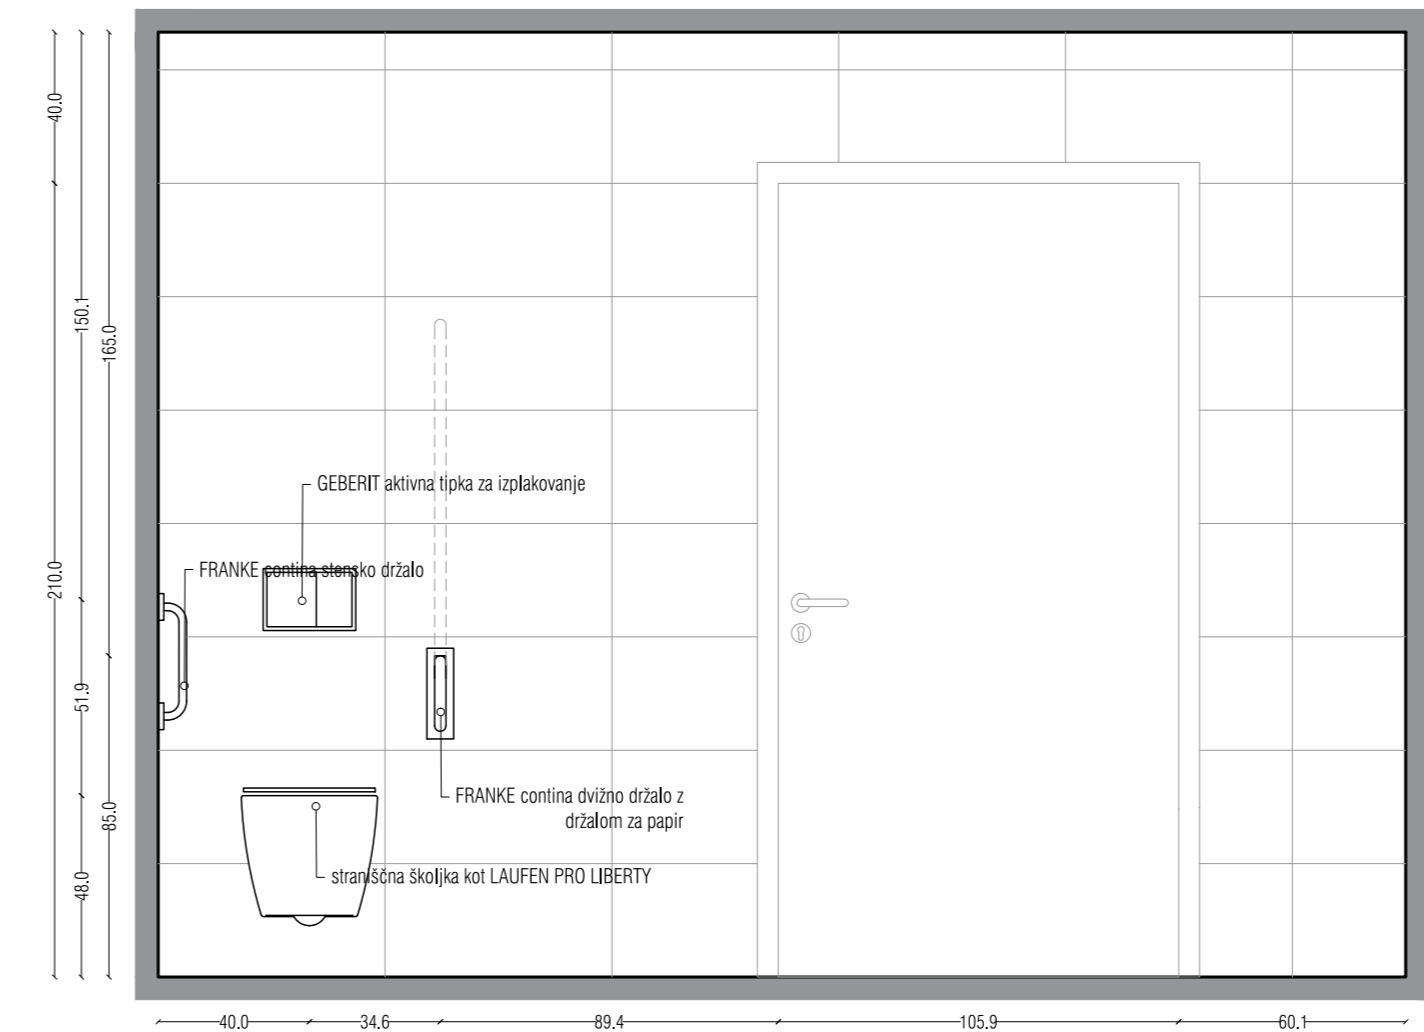 40.0
150.1
165.0
GEBERIT aktivna tipka za izplakovanje
FRANKE contina stensko držalo
210.0
51.9
FRANKE contina dvižno držalo z
držalom za papir
85.0
straniščna školjka kot LAUFEN PRO LIBERTY
48.0
40.0
34.6
89.4
105.9
60.1